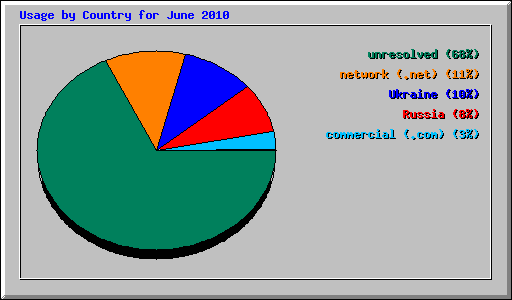 Usage by Country for June 2010
unresolved (68%)
network (.net) (11%)
Ukraine (10%)
Russia (8%)
commercial (.com) (3%)